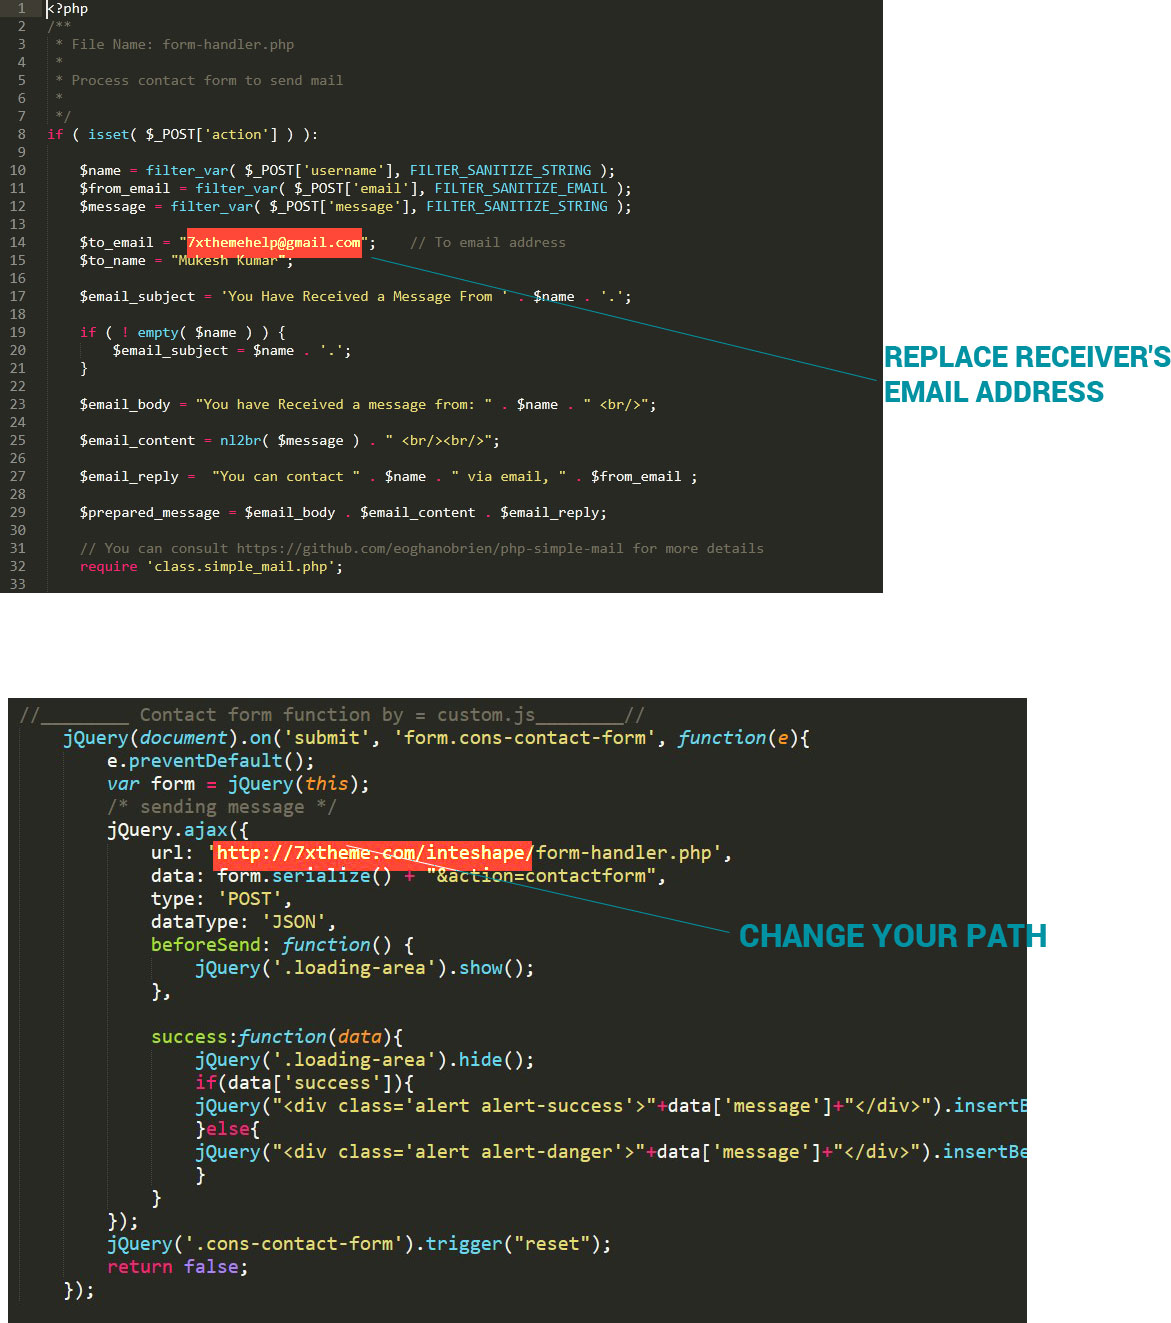 1 <?php
2 /**
3 * File Name: form-handler.php
4 *
5 * Process contact form to send mail
6 *
7 */
8 if ( isset( $_POST['action'] ) ):
9
10 $name = filter_var( $_POST['username'], FILTER_SANITIZE_STRING );
11 $from_email = filter_var( $_POST['email'], FILTER_SANITIZE_EMAIL );
12 $message = filter_var( $_POST['message'], FILTER_SANITIZE_STRING );
13
14 $to_email = "7xthemehelp@gmail.com"; // To email address
15 $to_name = "Mukesh Kumar";
16
17 $email_subject = 'You Have Received a Message From ' . $name . '.';
18
19 if ( ! empty( $name ) ) {
20 $email_subject = $name . '.';
21 }
22
23 $email_body = "You have Received a message from: " . $name . " <br/>";
24
25 $email_content = nl2br( $message ) . " <br/><br/>";
26
27 $email_reply = "You can contact " . $name . " via email, " . $from_email ;
28
29 $prepared_message = $email_body . $email_content . $email_reply;
30
31 // You can consult https://github.com/eoghanobrien/php-simple-mail for more details
32 require 'class.simple_mail.php';
33
REPLACE RECEIVER'S
EMAIL ADDRESS
//________ Contact form function by = custom.js________//
jQuery(document).on('submit', 'form.cons-contact-form', function(e){
e.preventDefault();
var form = jQuery(this);
/* sending message */
jQuery.ajax({
url: 'http://7xtheme.com/inteshape/form-handler.php',
data: form.serialize() + "&action=contactform",
type: 'POST',
dataType: 'JSON',
beforeSend: function() {
jQuery('.loading-area').show();
},
success:function(data){
jQuery('.loading-area').hide();
if(data['success']){
jQuery("<div class='alert alert-success'>"+data['message']+"</div>").insertB
}else{
jQuery("<div class='alert alert-danger'>"+data['message']+"</div>").insertBe
}
}
});
jQuery('.cons-contact-form').trigger("reset");
return false;
});
CHANGE YOUR PATH